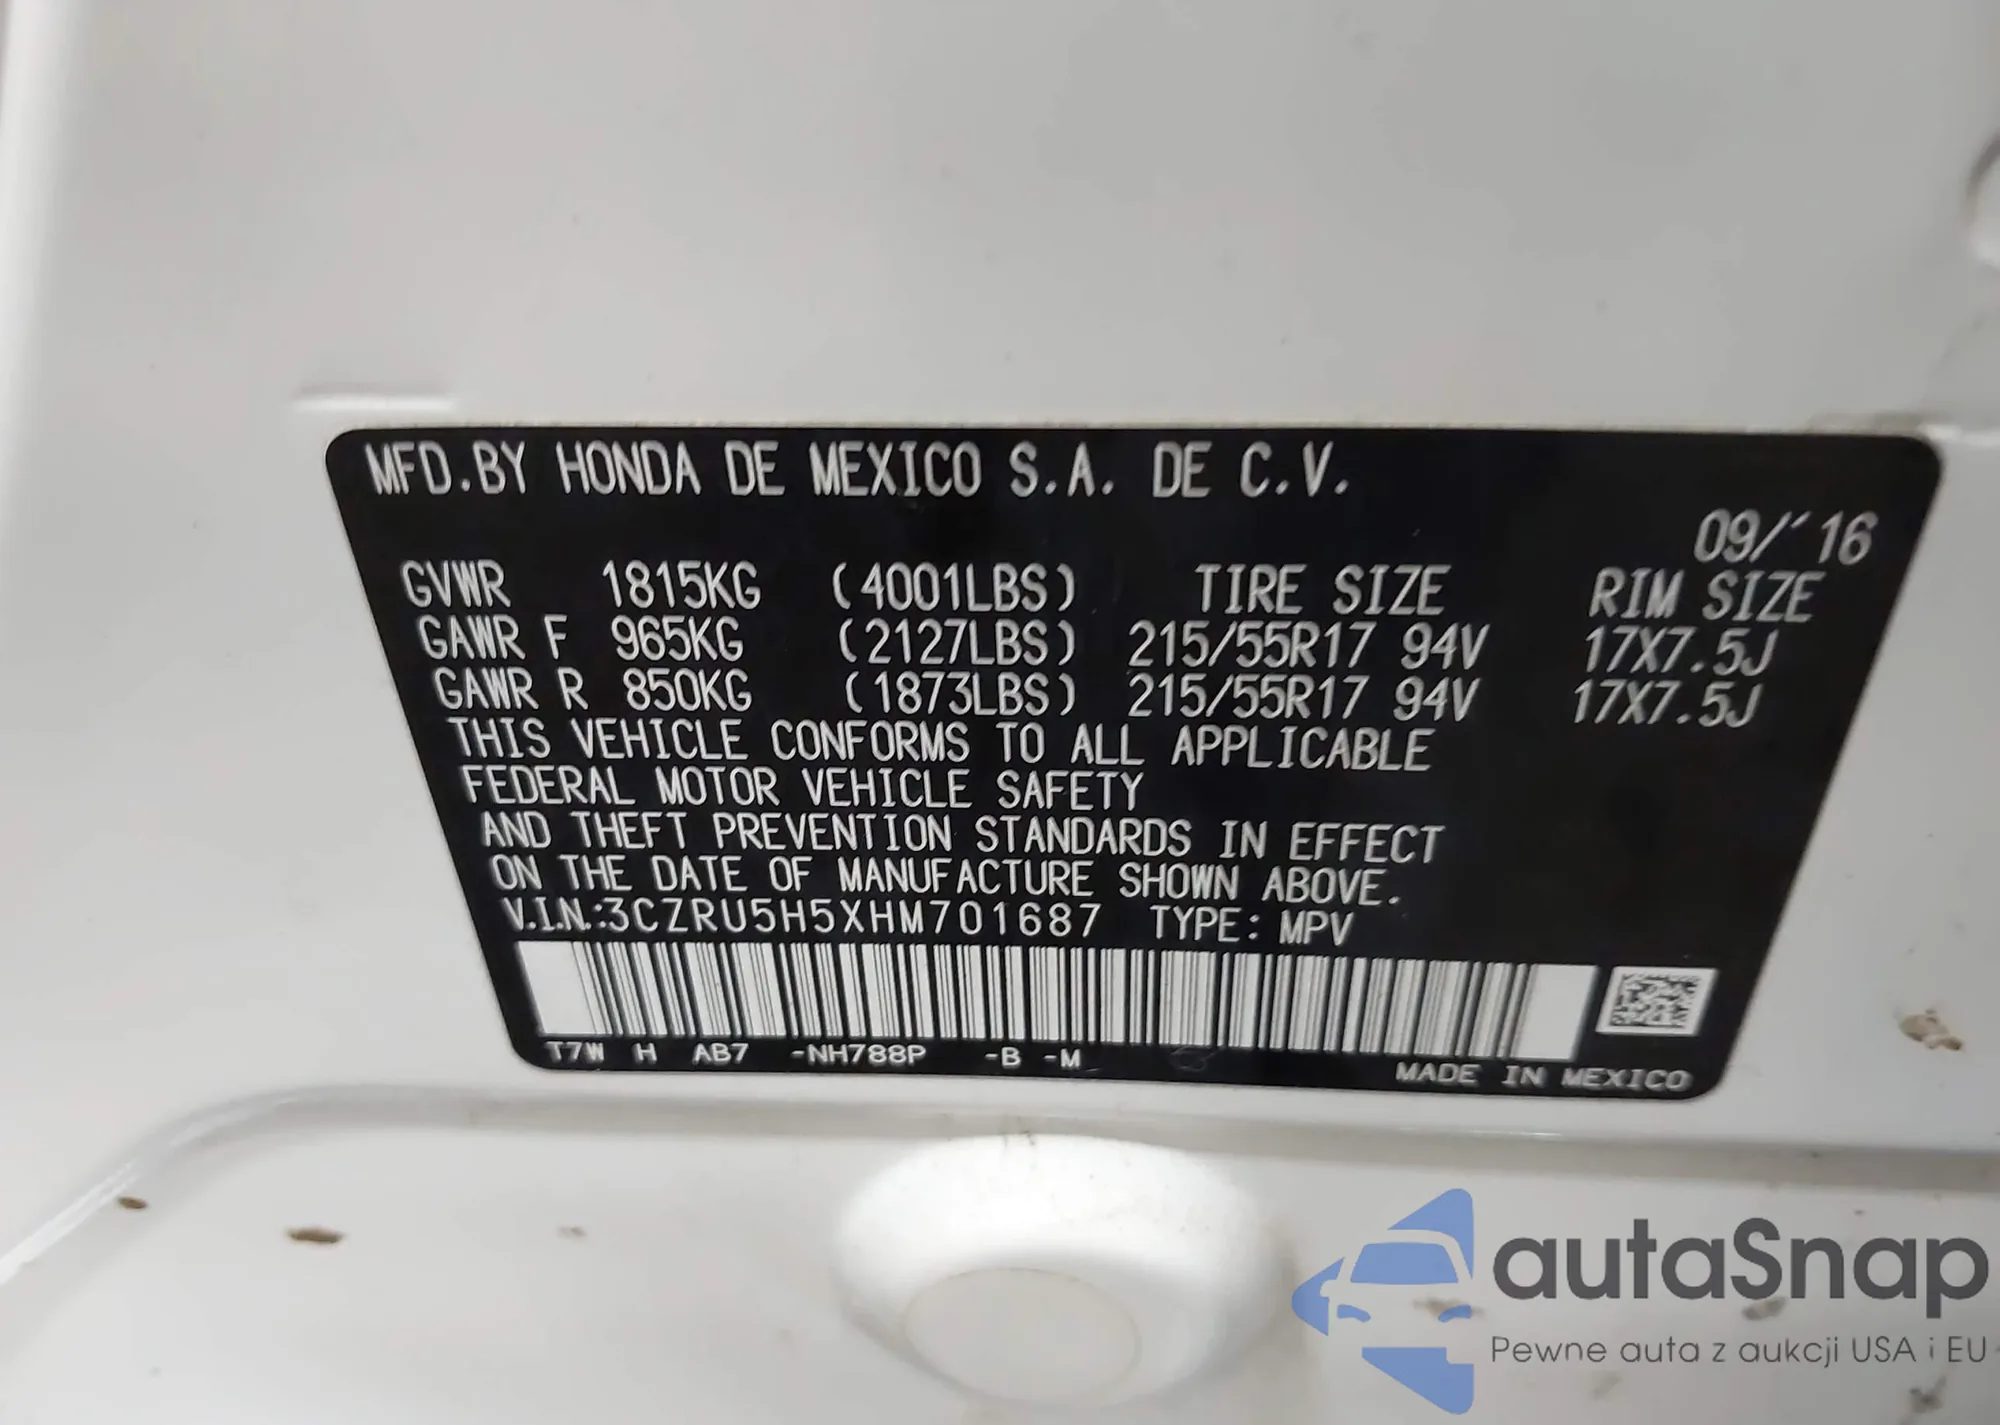 MFD.BY HONDA DE MEXICO S.A. DE C.V.
09/'16
GVWR 1815KG (4001LBS) TIRE SIZE RIM SIZE
GAWR F 965KG (2127LBS) 215/55R17 94V 17X7.5J
GAWR R 850KG (1873LBS) 215/55R17 94V 17X7.5J
THIS VEHICLE CONFORMS TO ALL APPLICABLE
FEDERAL MOTOR VEHICLE SAFETY
AND THEFT PREVENTION STANDARDS IN EFFECT
ON THE DATE OF MANUFACTURE SHOWN ABOVE.
V.I.N.:3CZRU5H5XHM701687 TYPE: MPV
T7W H AB7 -NH788P -B -M
MADE IN MEXICO
autaSnap
Pewne auta z aukcji USA i EU